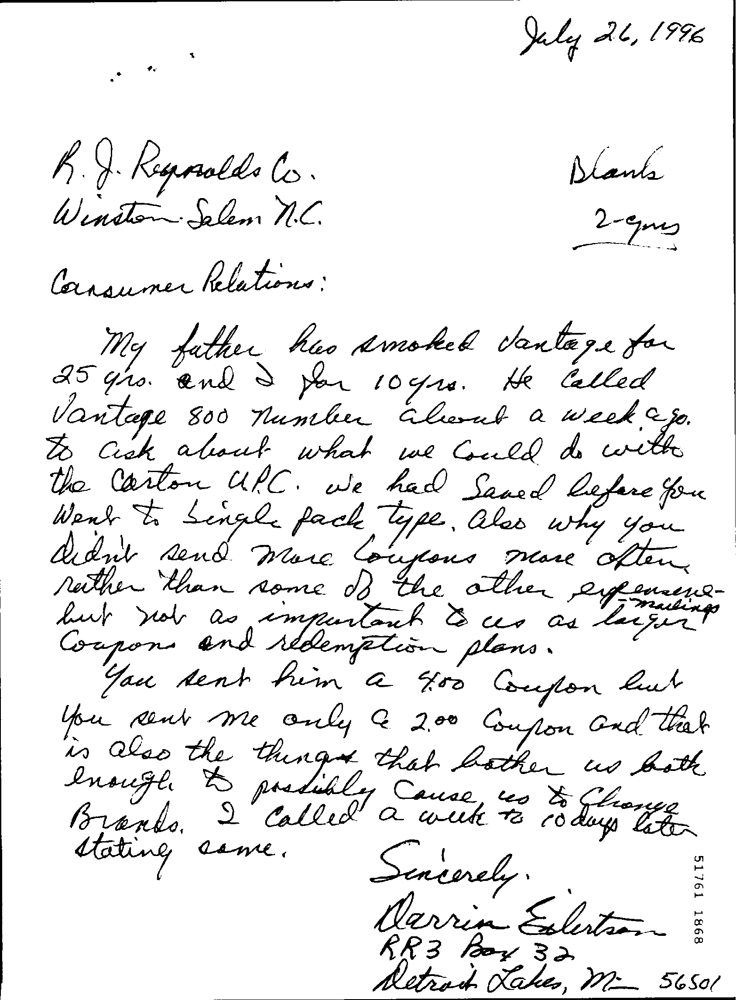 July 26, 1996
R. J. Reynolds Co.
Winston-Salem N.C.
Blanks
2-
Consumer Relations:
My father has smoked Vantage for
25 yrs. and I for 10 yrs. He called
Vantage 800 number about a week ago.
to ask about what we could do with
the carton U.P.C. we had saved before you
went to single pack type. Also why you
didn't send more coupons more often,
rather than some of the other expensive-
-mailings
but not as important to us as larger
coupons and redemption plans.
You sent him a 4.00 coupon but
you sent me only a 2.00 coupon and that
is also the things that bother us both
enough to possibly cause us to change
Brands. I called a week to 10 days later
stating same.
Sincerely.
Darrin Eilertson
RR3 Box 32
Detroit Lakes, Mn 56501
51761 1868